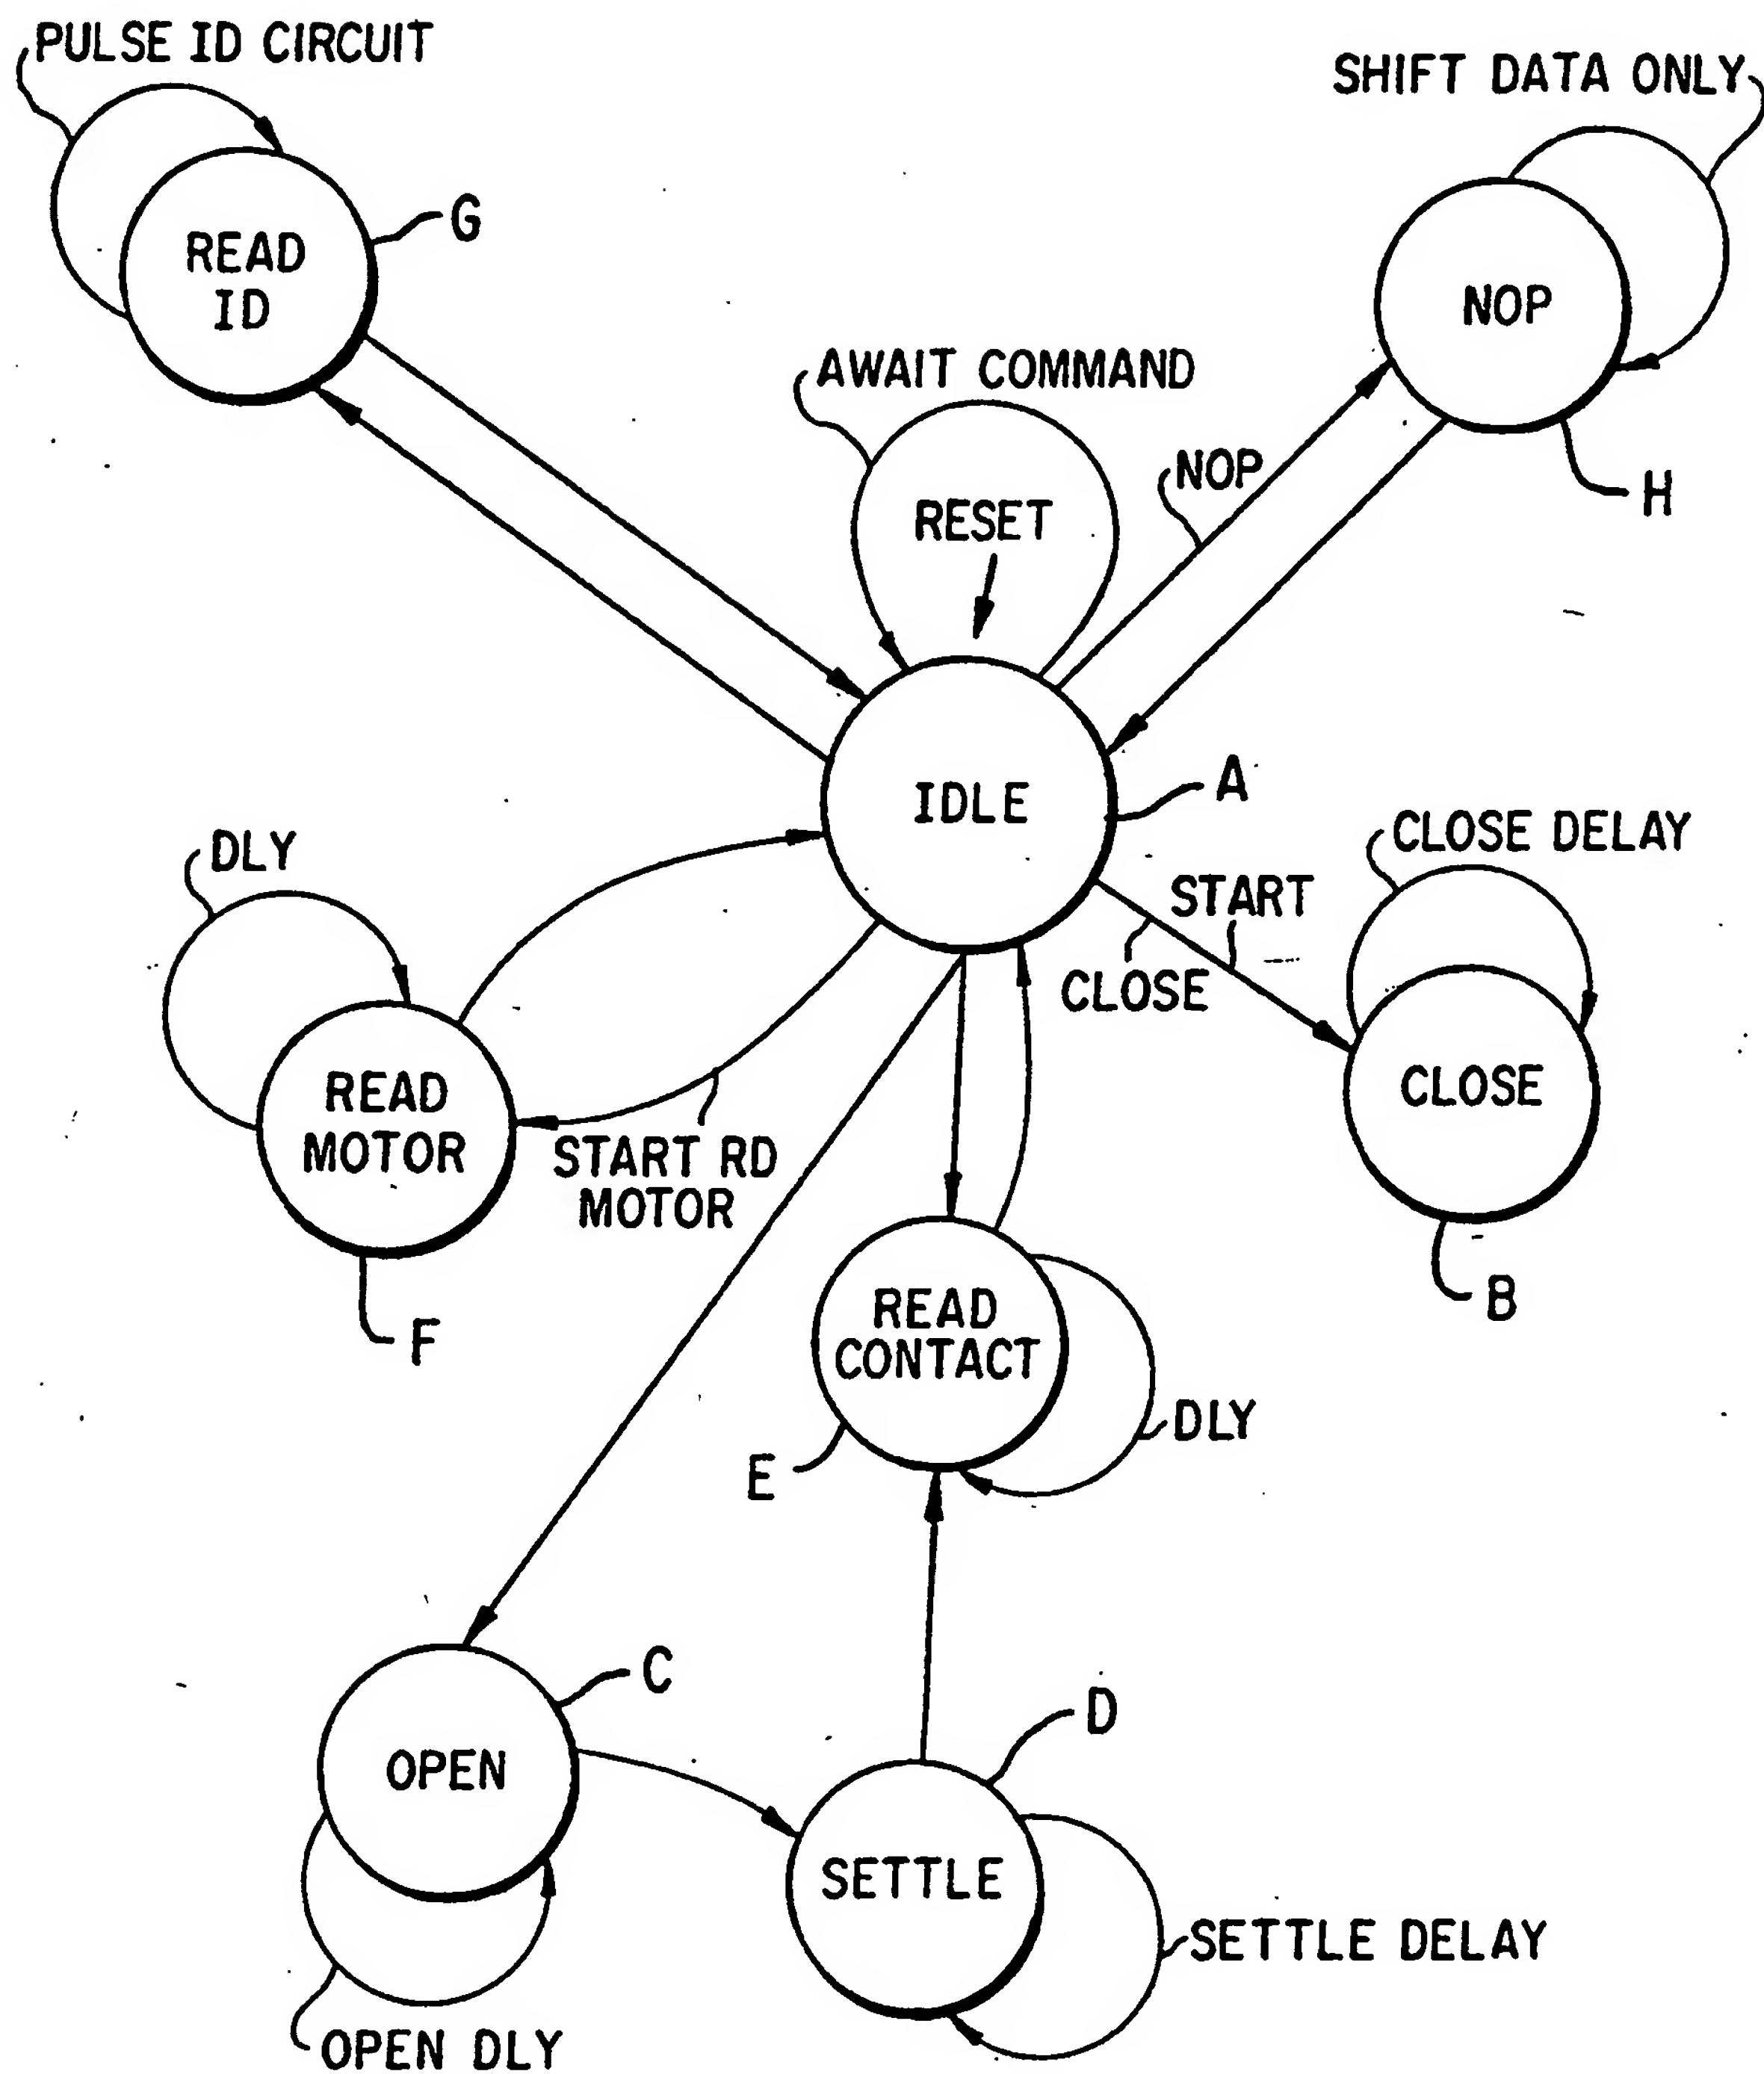 PULSE ID CIRCUIT
SHIFT DATA ONLY
G
READ
ID
NOP
AWAIT COMMAND
NOP
H
RESET
A
IDLE
CLOSE DELAY
DLY
START
CLOSE
CLOSE
READ
MOTOR
START RD
MOTOR
B
READ
CONTACT
F
DLY
E
C
D
OPEN
SETTLE
SETTLE DELAY
OPEN DLY